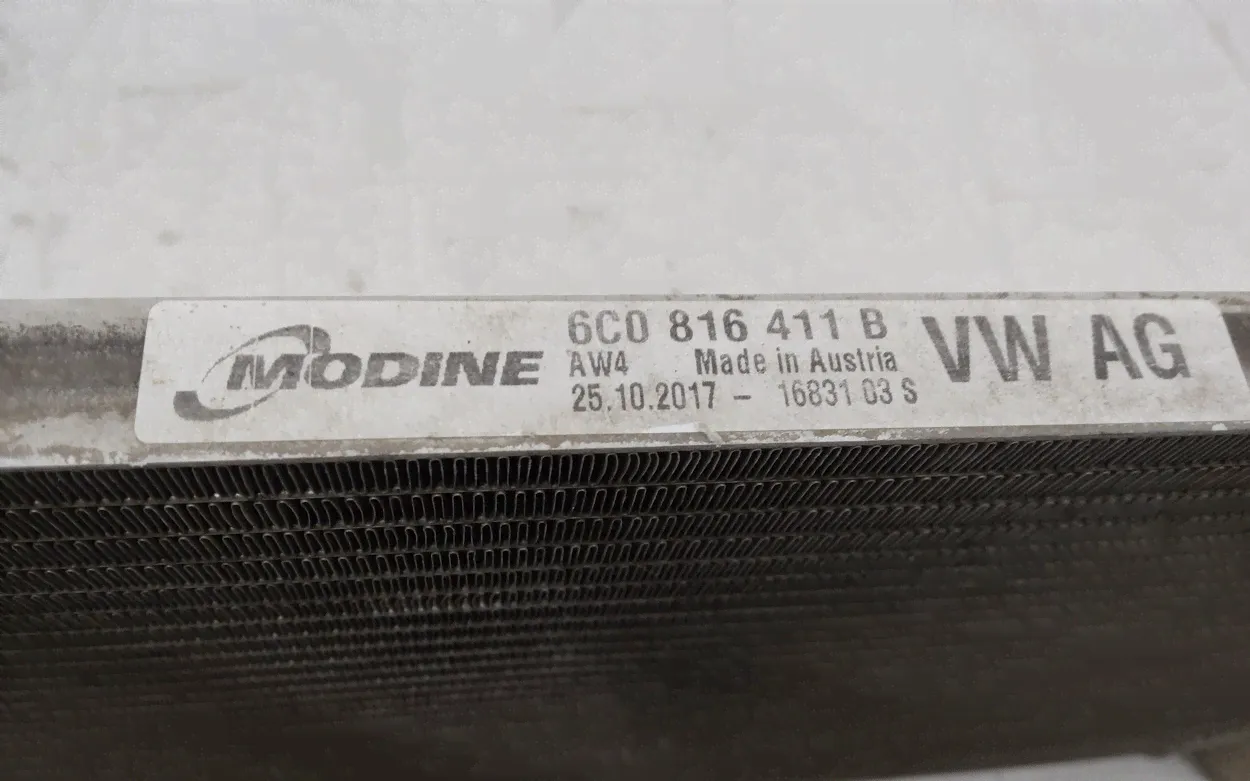 MODINE
6C0 816 411 B
AW4 Made in Austria
25.10.2017 - 16831 03 S
VW AG